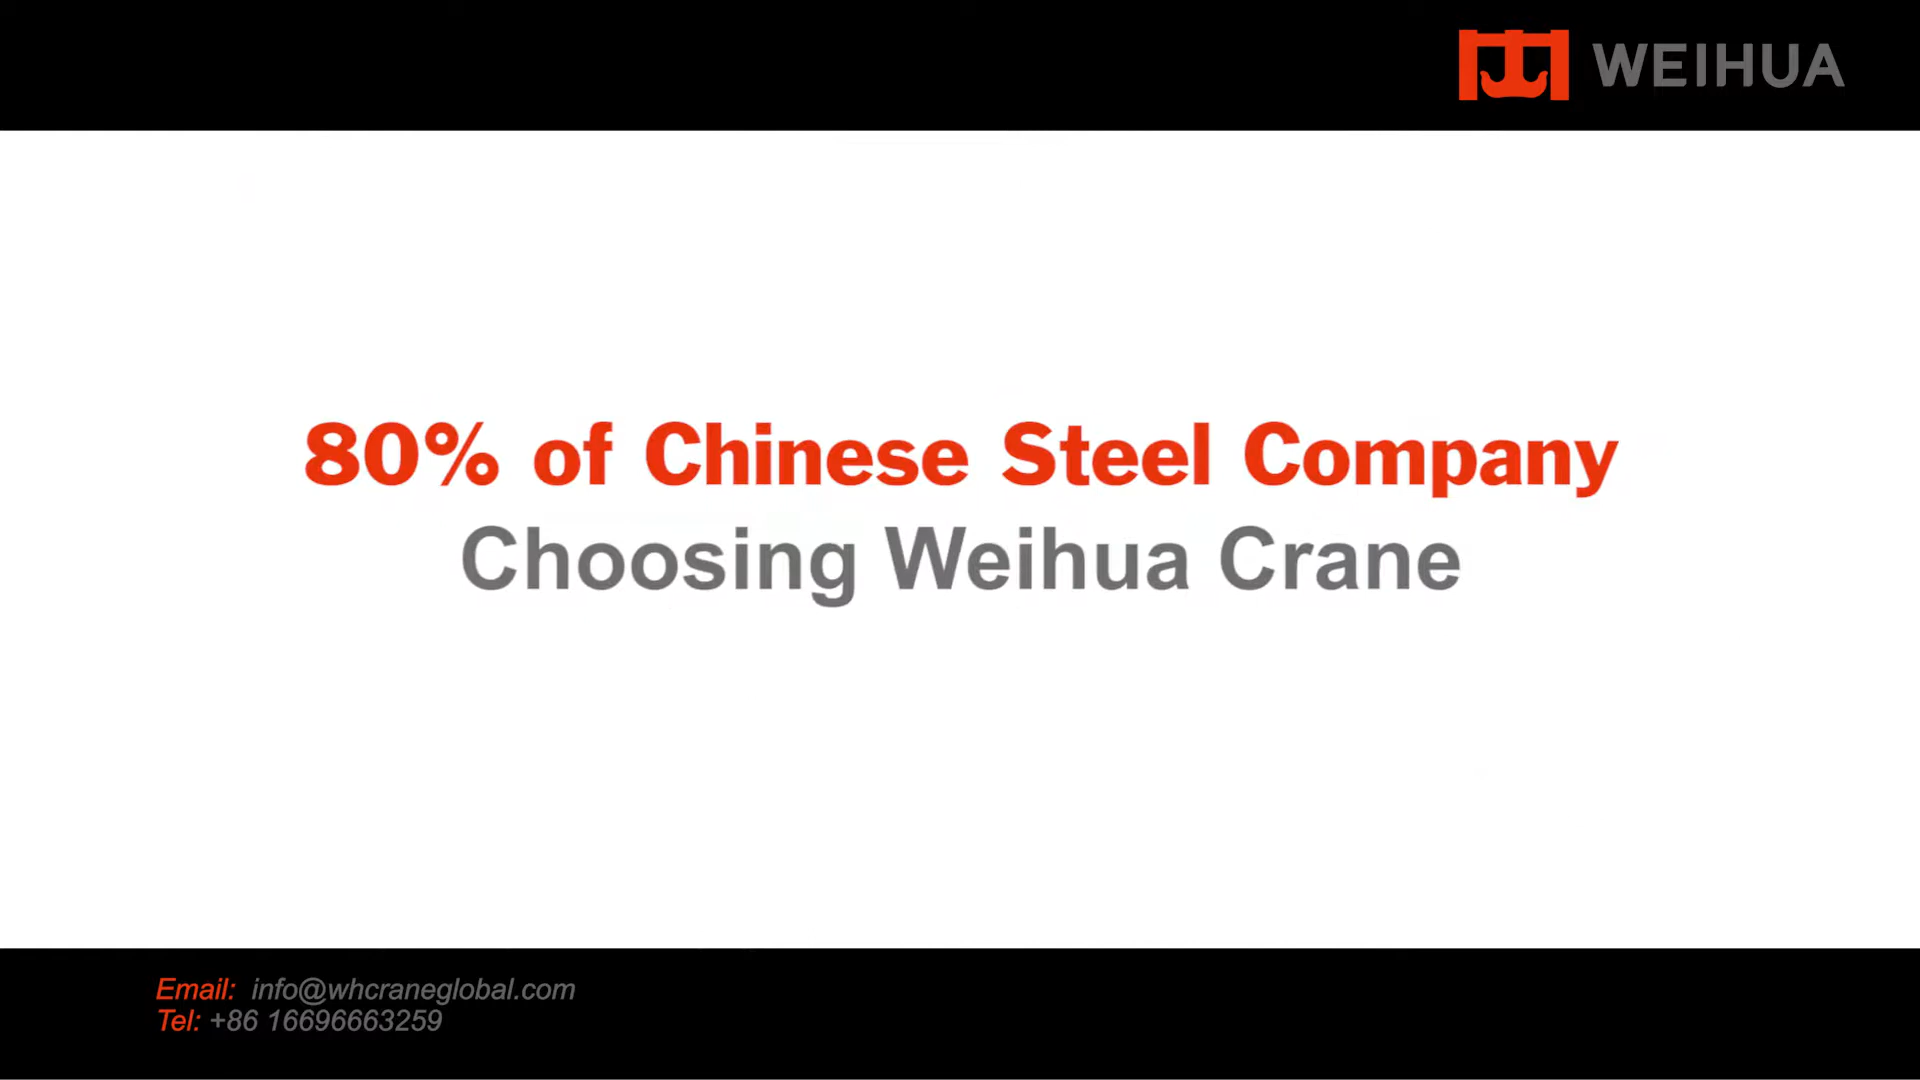 WEIHUA
80% of Chinese Steel Company
Choosing Weihua Crane
Email: info@whcraneglobal.com
Tel: +86 16696663259